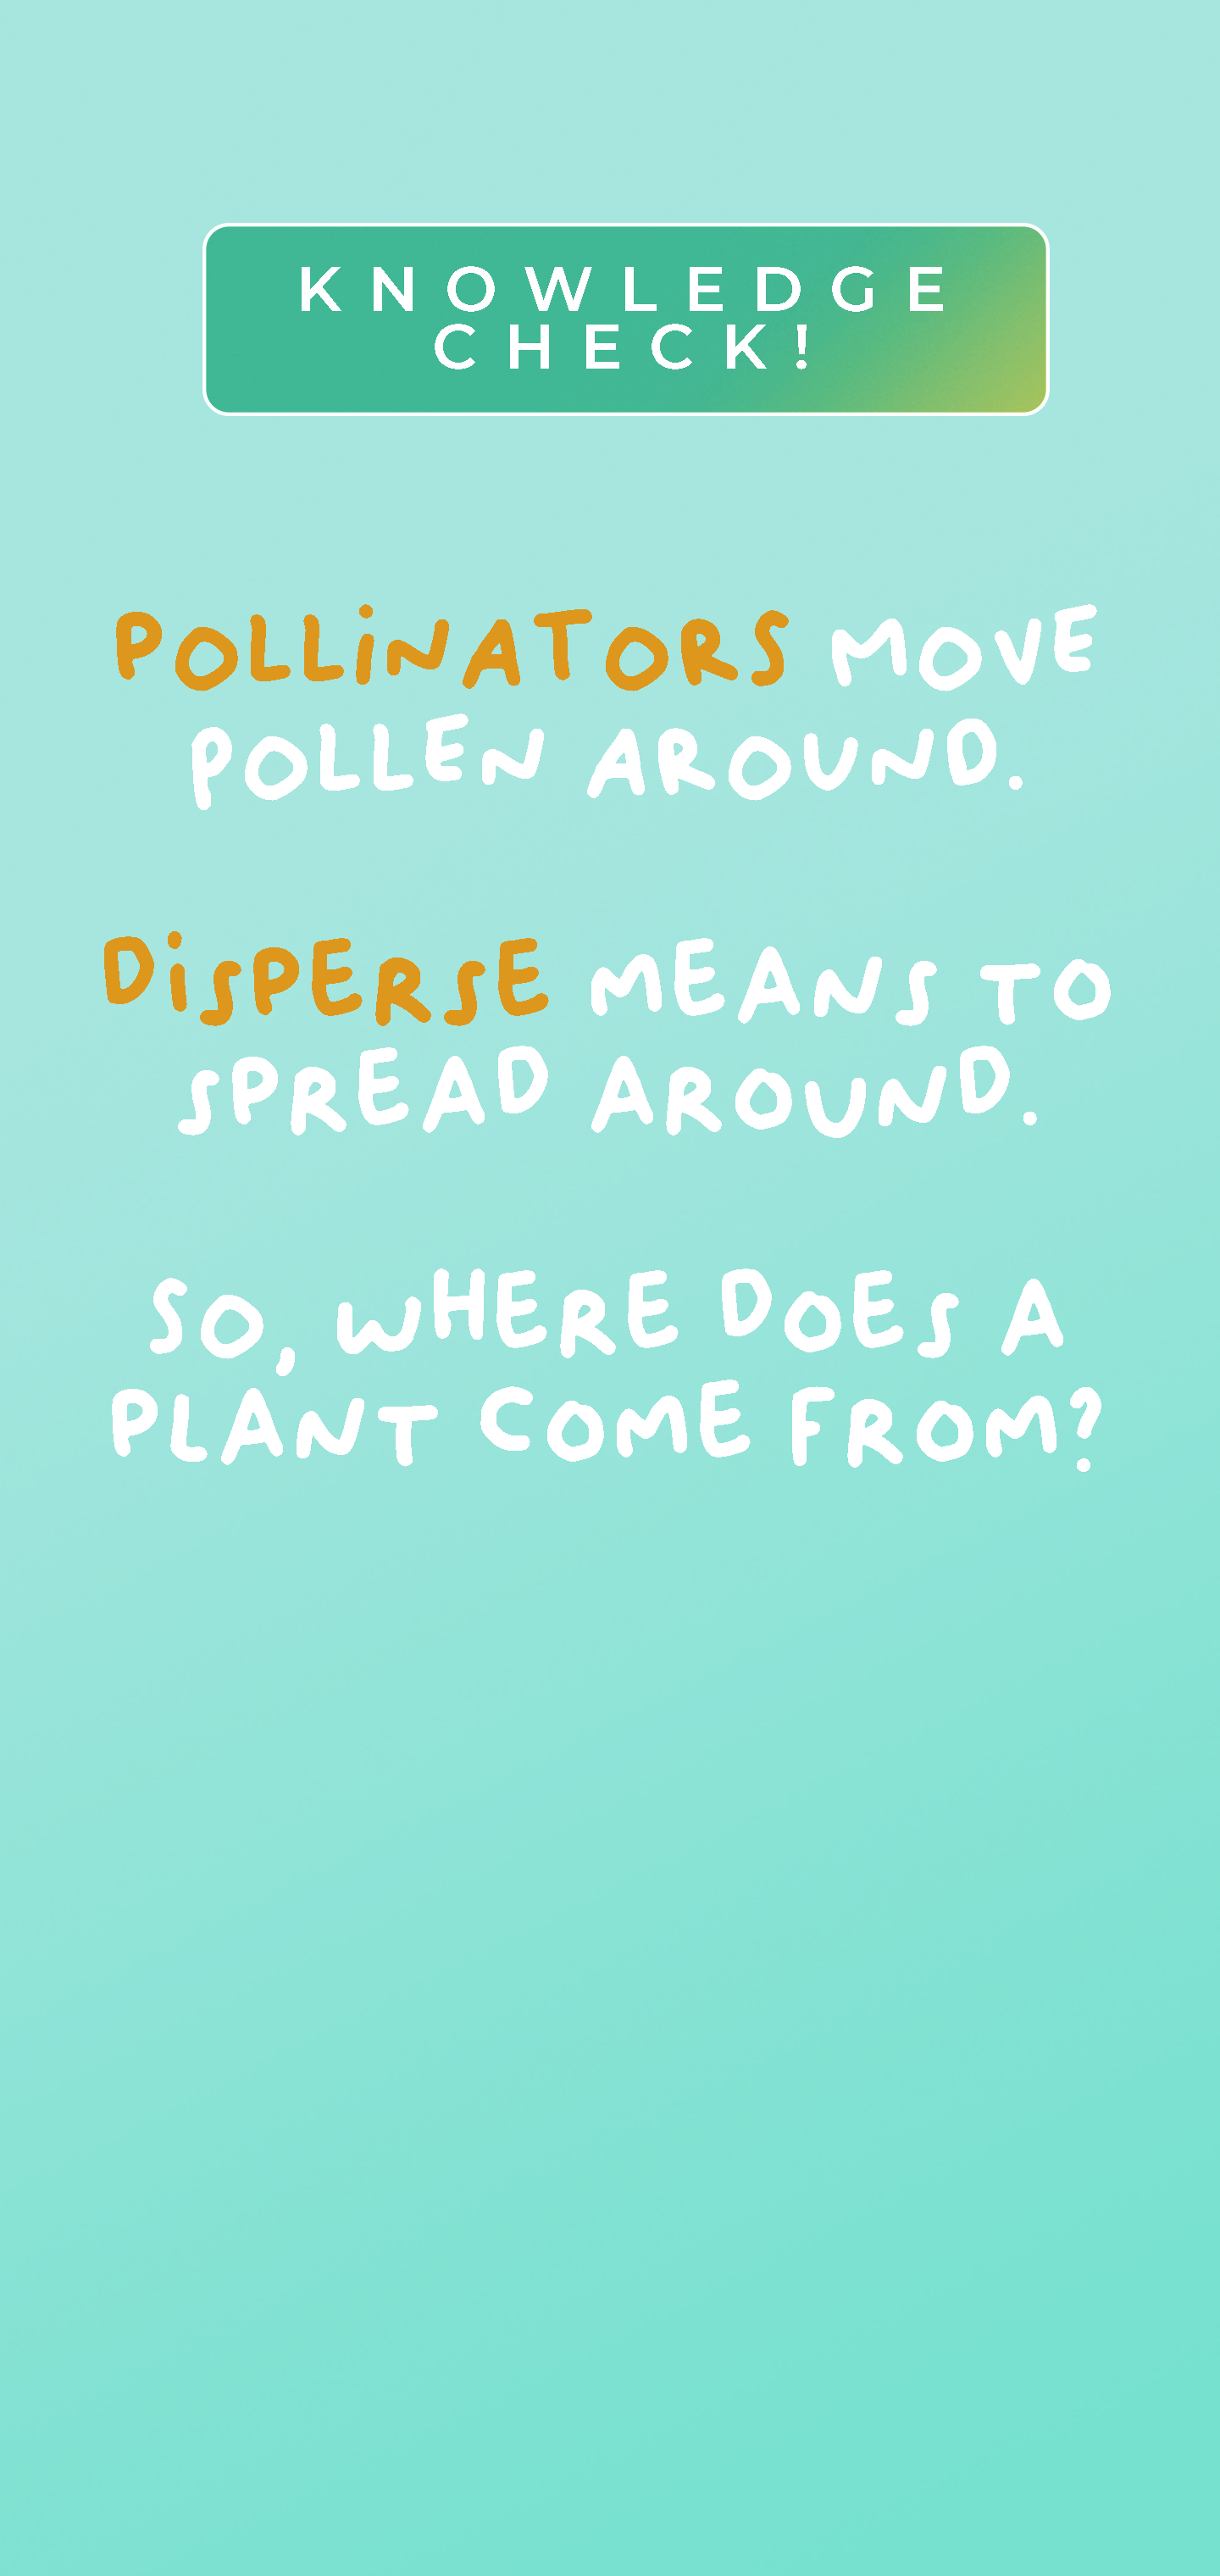 KNOWLEDGE
CHECK!
POLLiNATORS MOVE
POLLEN AROUND.
DiSPERSE MEANS TO
SPREAD AROUND.
SO, WHERE DOES A
PLANT COME FROM?